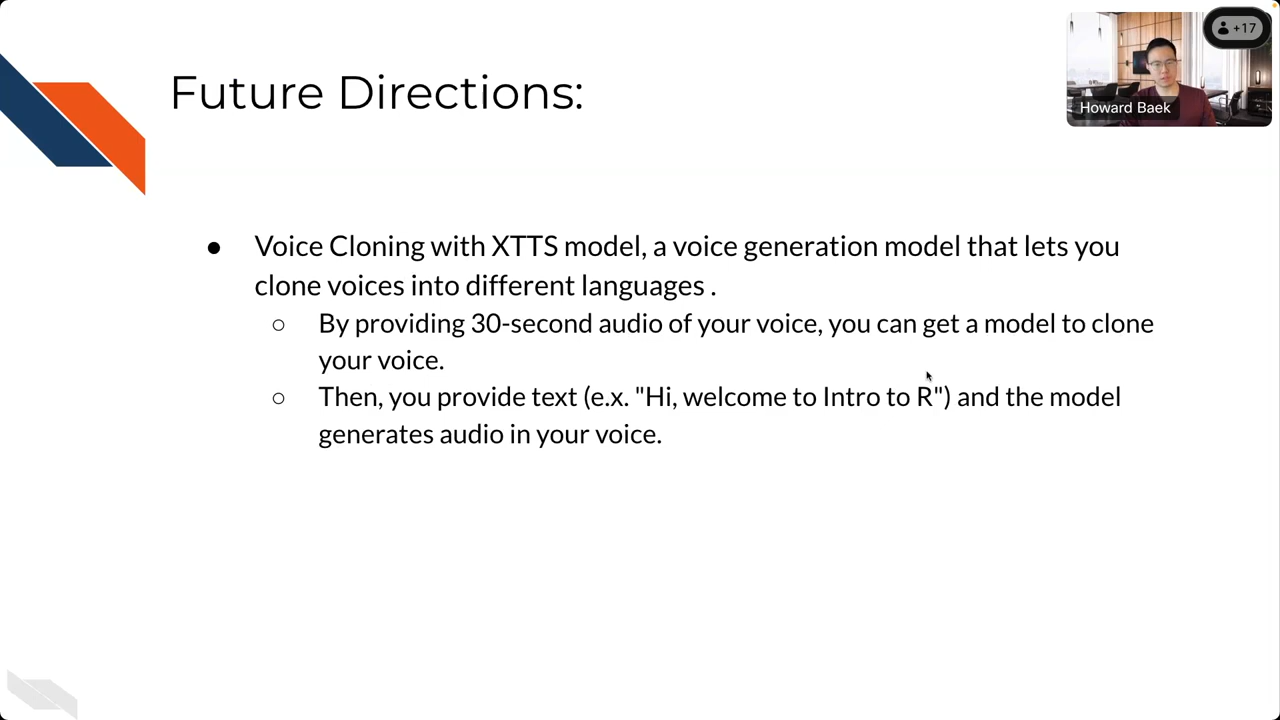 Future Directions:
+17
Howard Baek
● Voice Cloning with XTTS model, a voice generation model that lets you
clone voices into different languages .
○ By providing 30-second audio of your voice, you can get a model to clone
your voice.
○ Then, you provide text (e.x. "Hi, welcome to Intro to R") and the model
generates audio in your voice.